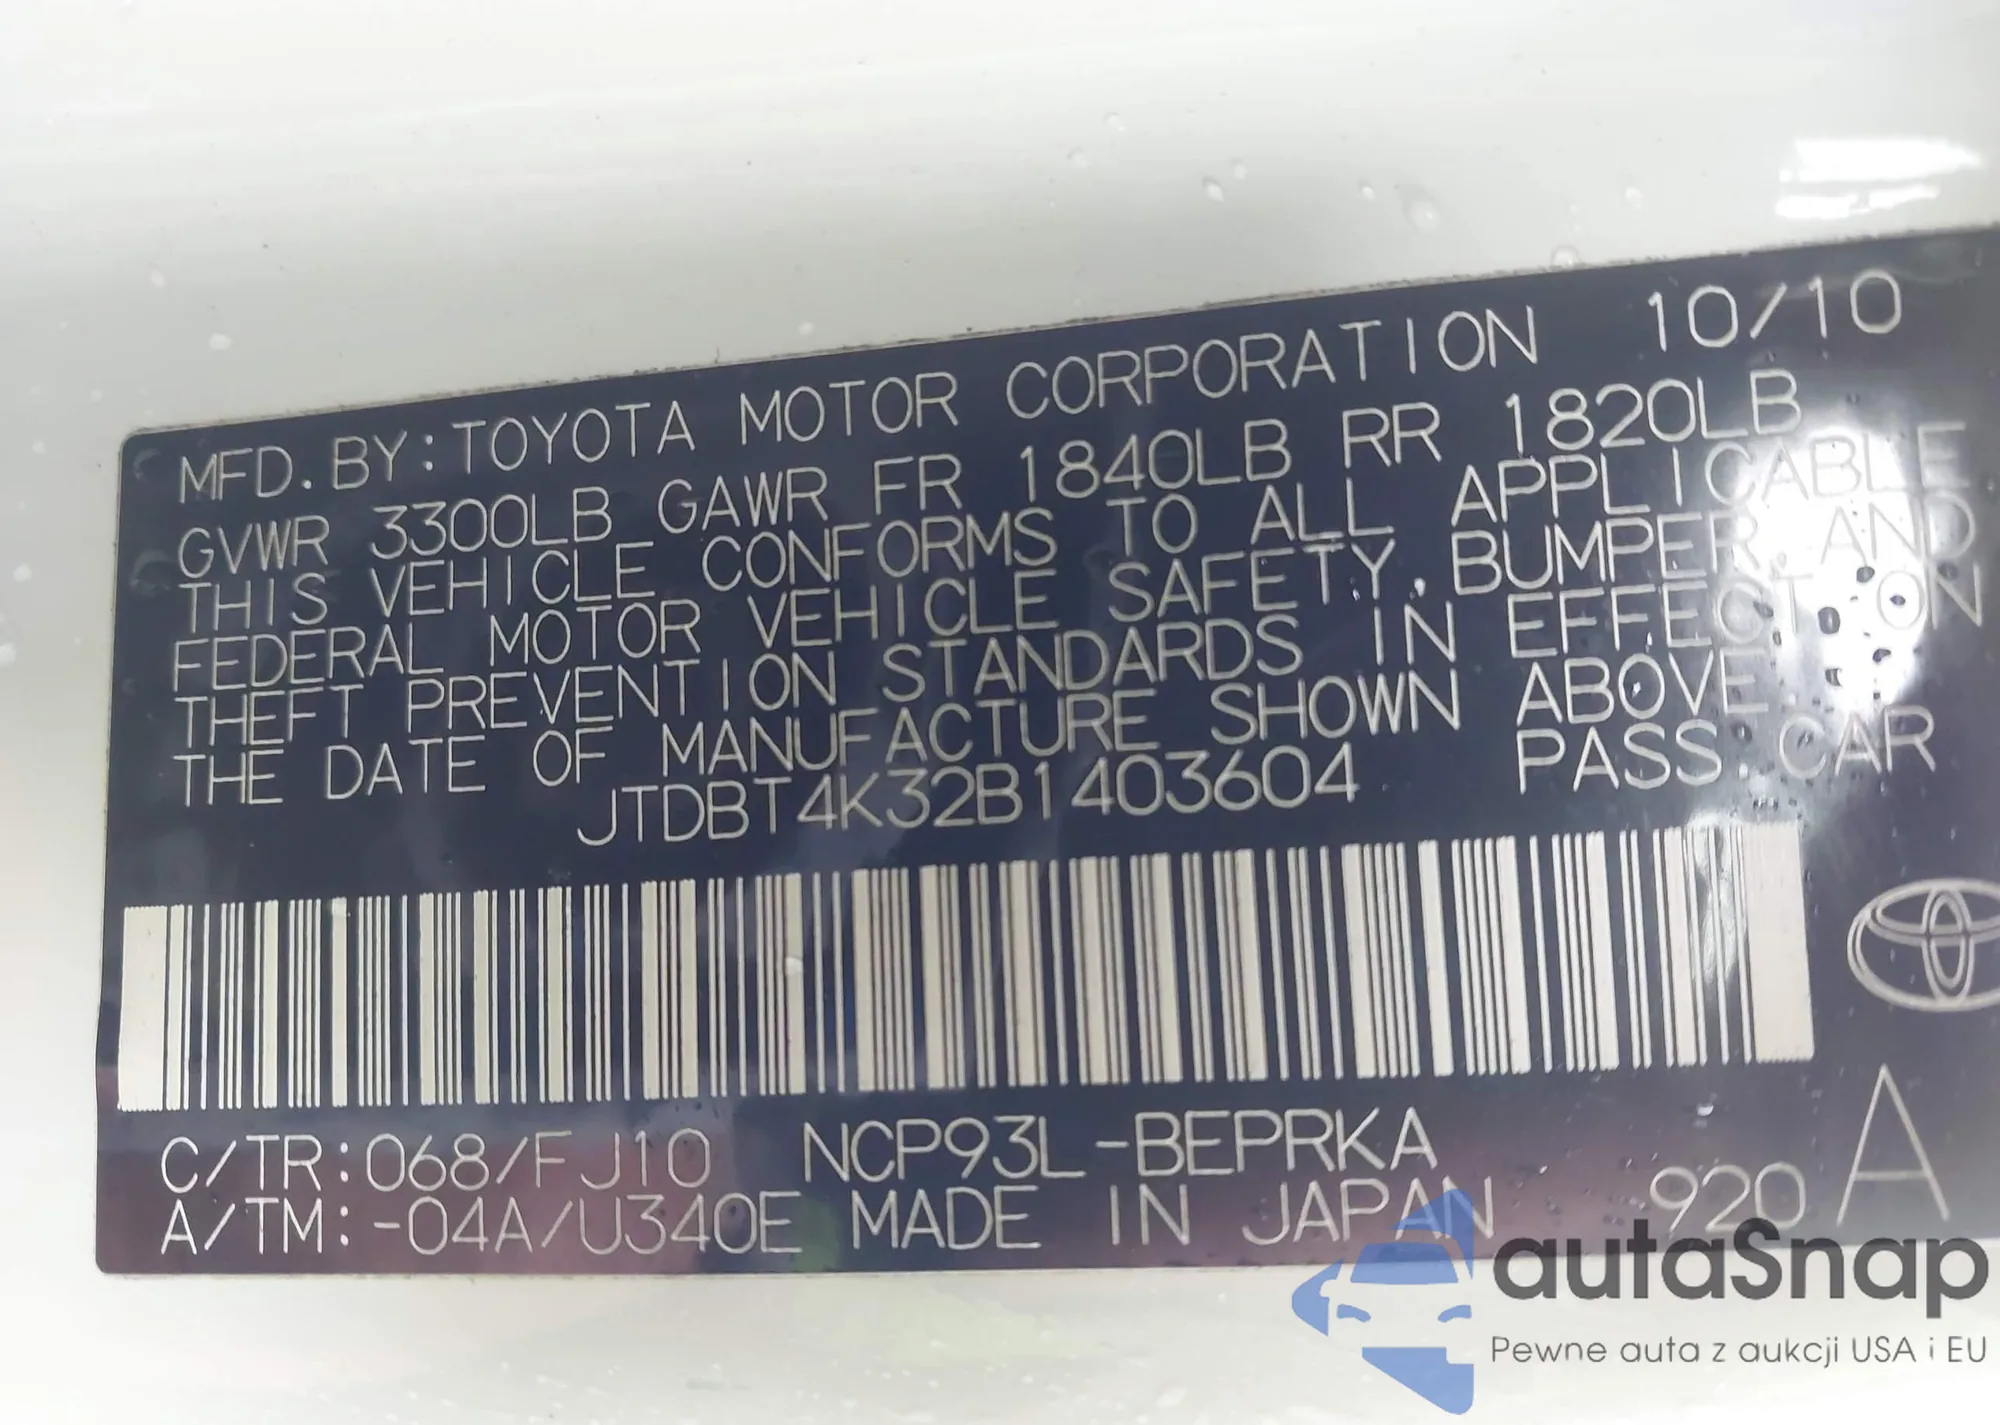 MFD. BY: TOYOTA MOTOR CORPORATION 10/10
GVWR 3300LB GAWR FR 1840LB RR 1820LB
THIS VEHICLE CONFORMS TO ALL APPLICABLE
FEDERAL MOTOR VEHICLE SAFETY, BUMPER, AND
THEFT PREVENTION STANDARDS IN EFFECT ON
THE DATE OF MANUFACTURE SHOWN ABOVE.
JTDBT4K32B1403604 PASS. CAR
C/TR: 068/FJ10 NCP93L-BEPRKA
A/TM: -04A/U340E MADE IN JAPAN 920 A
autaSnap
Pewne auta z aukcji USA i EU